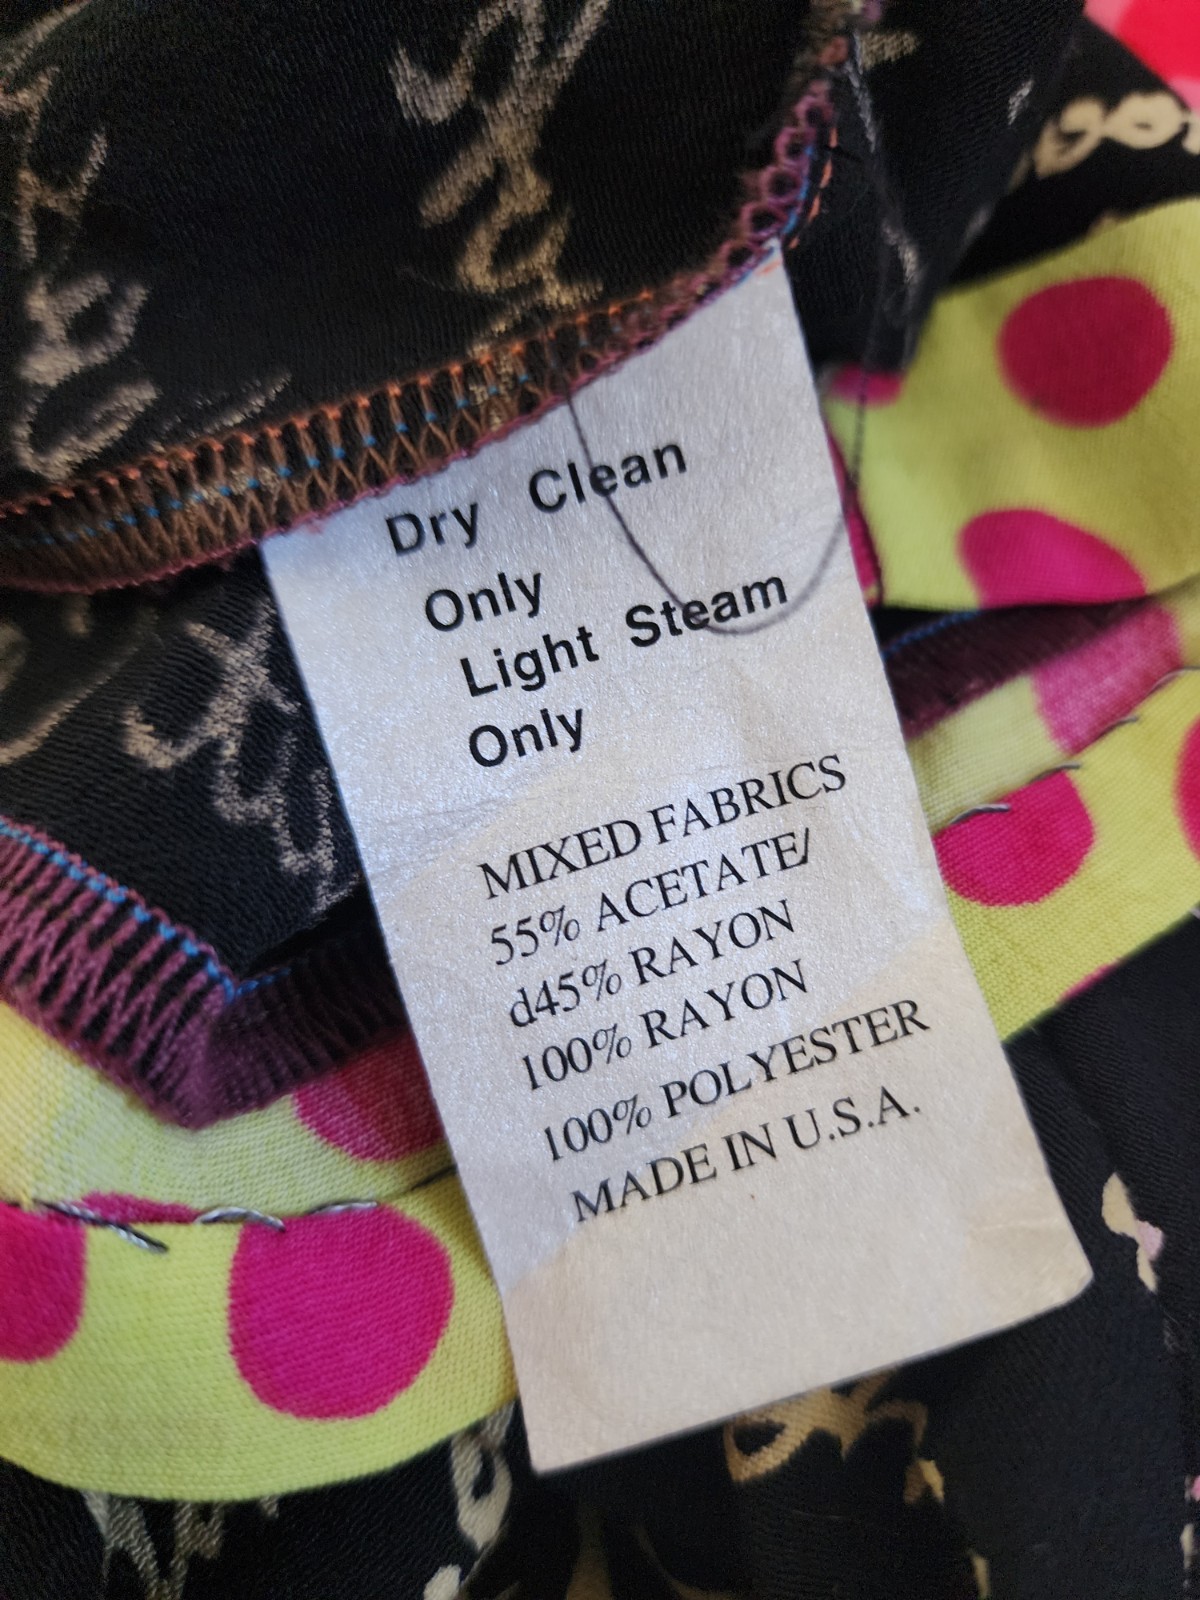 Dry Clean
Only
Light Steam
Only
MIXED FABRICS
55% ACETATE/
d45% RAYON
100% RAYON
100% POLYESTER
MADE IN U.S.A.